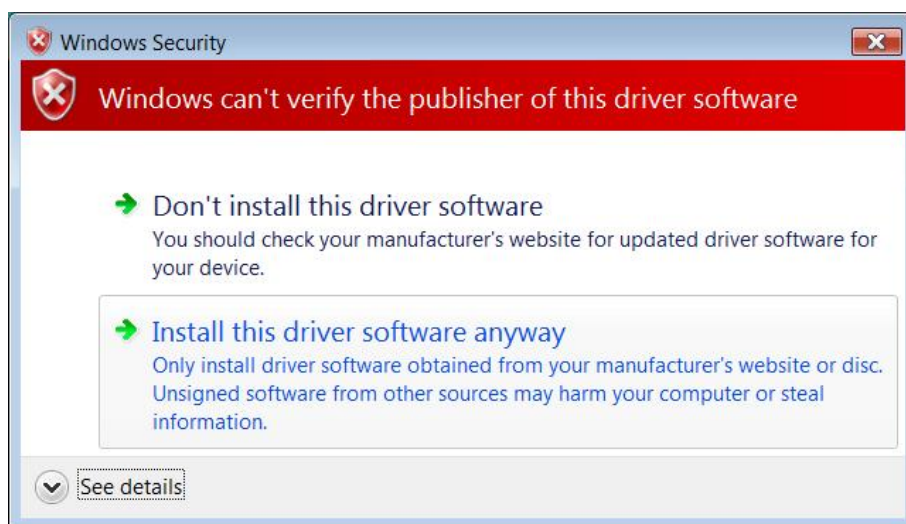 Windows Security
Windows can't verify the publisher of this driver software
Don't install this driver software
You should check your manufacturer's website for updated driver software for
your device.
Install this driver software anyway
Only install driver software obtained from your manufacturer's website or disc.
Unsigned software from other sources may harm your computer or steal
information.
See details